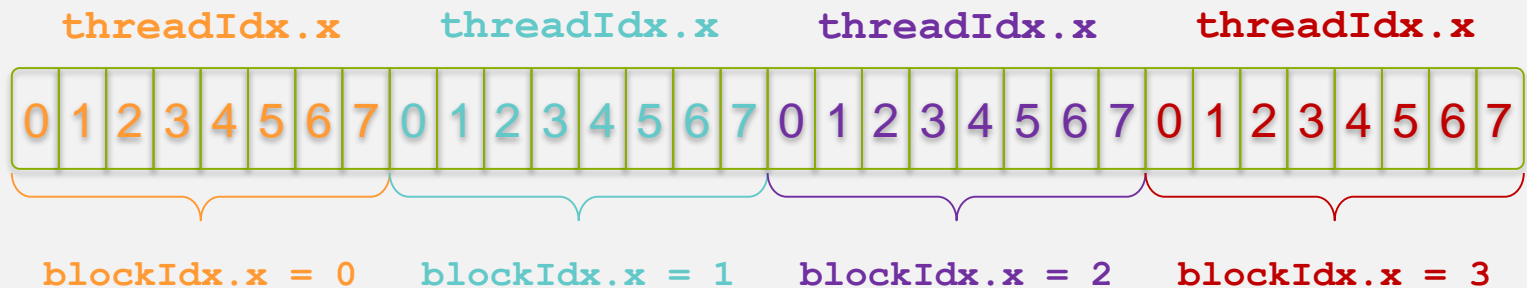 threadIdx.x threadIdx.x threadIdx.x threadIdx.x
0 1 2 3 4 5 6 7 0 1 2 3 4 5 6 7 0 1 2 3 4 5 6 7 0 1 2 3 4 5 6 7
blockIdx.x = 0 blockIdx.x = 1 blockIdx.x = 2 blockIdx.x = 3